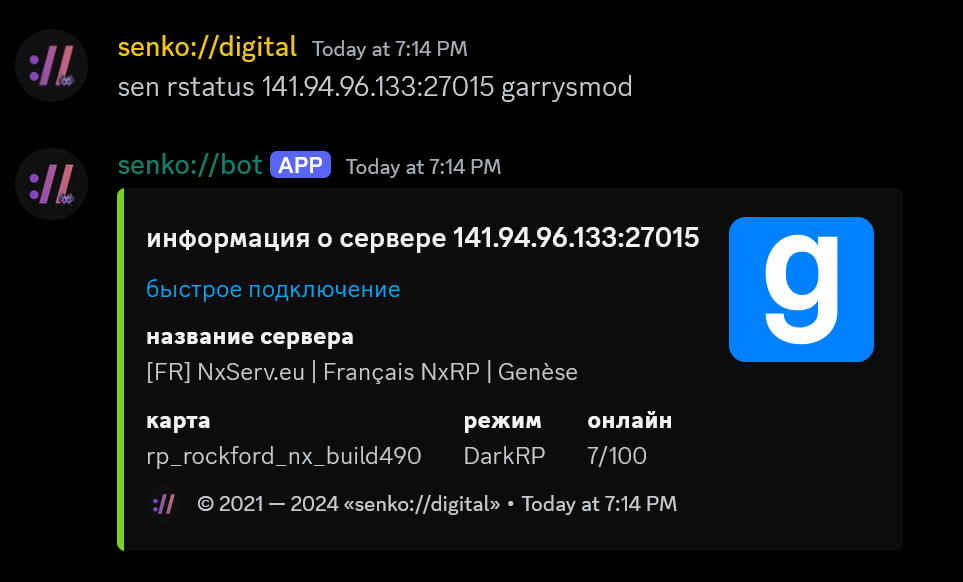 senko://digital Today at 7:14 PM
sen rstatus 141.94.96.133:27015 garrysmod
senko://bot APP Today at 7:14 PM
информация о сервере 141.94.96.133:27015
быстрое подключение
название сервера
[FR] NxServ.eu | Français NxRP | Genèse
карта режим онлайн
rp_rockford_nx_build490 DarkRP 7/100
:// © 2021 — 2024 «senko://digital» • Today at 7:14 PM
g